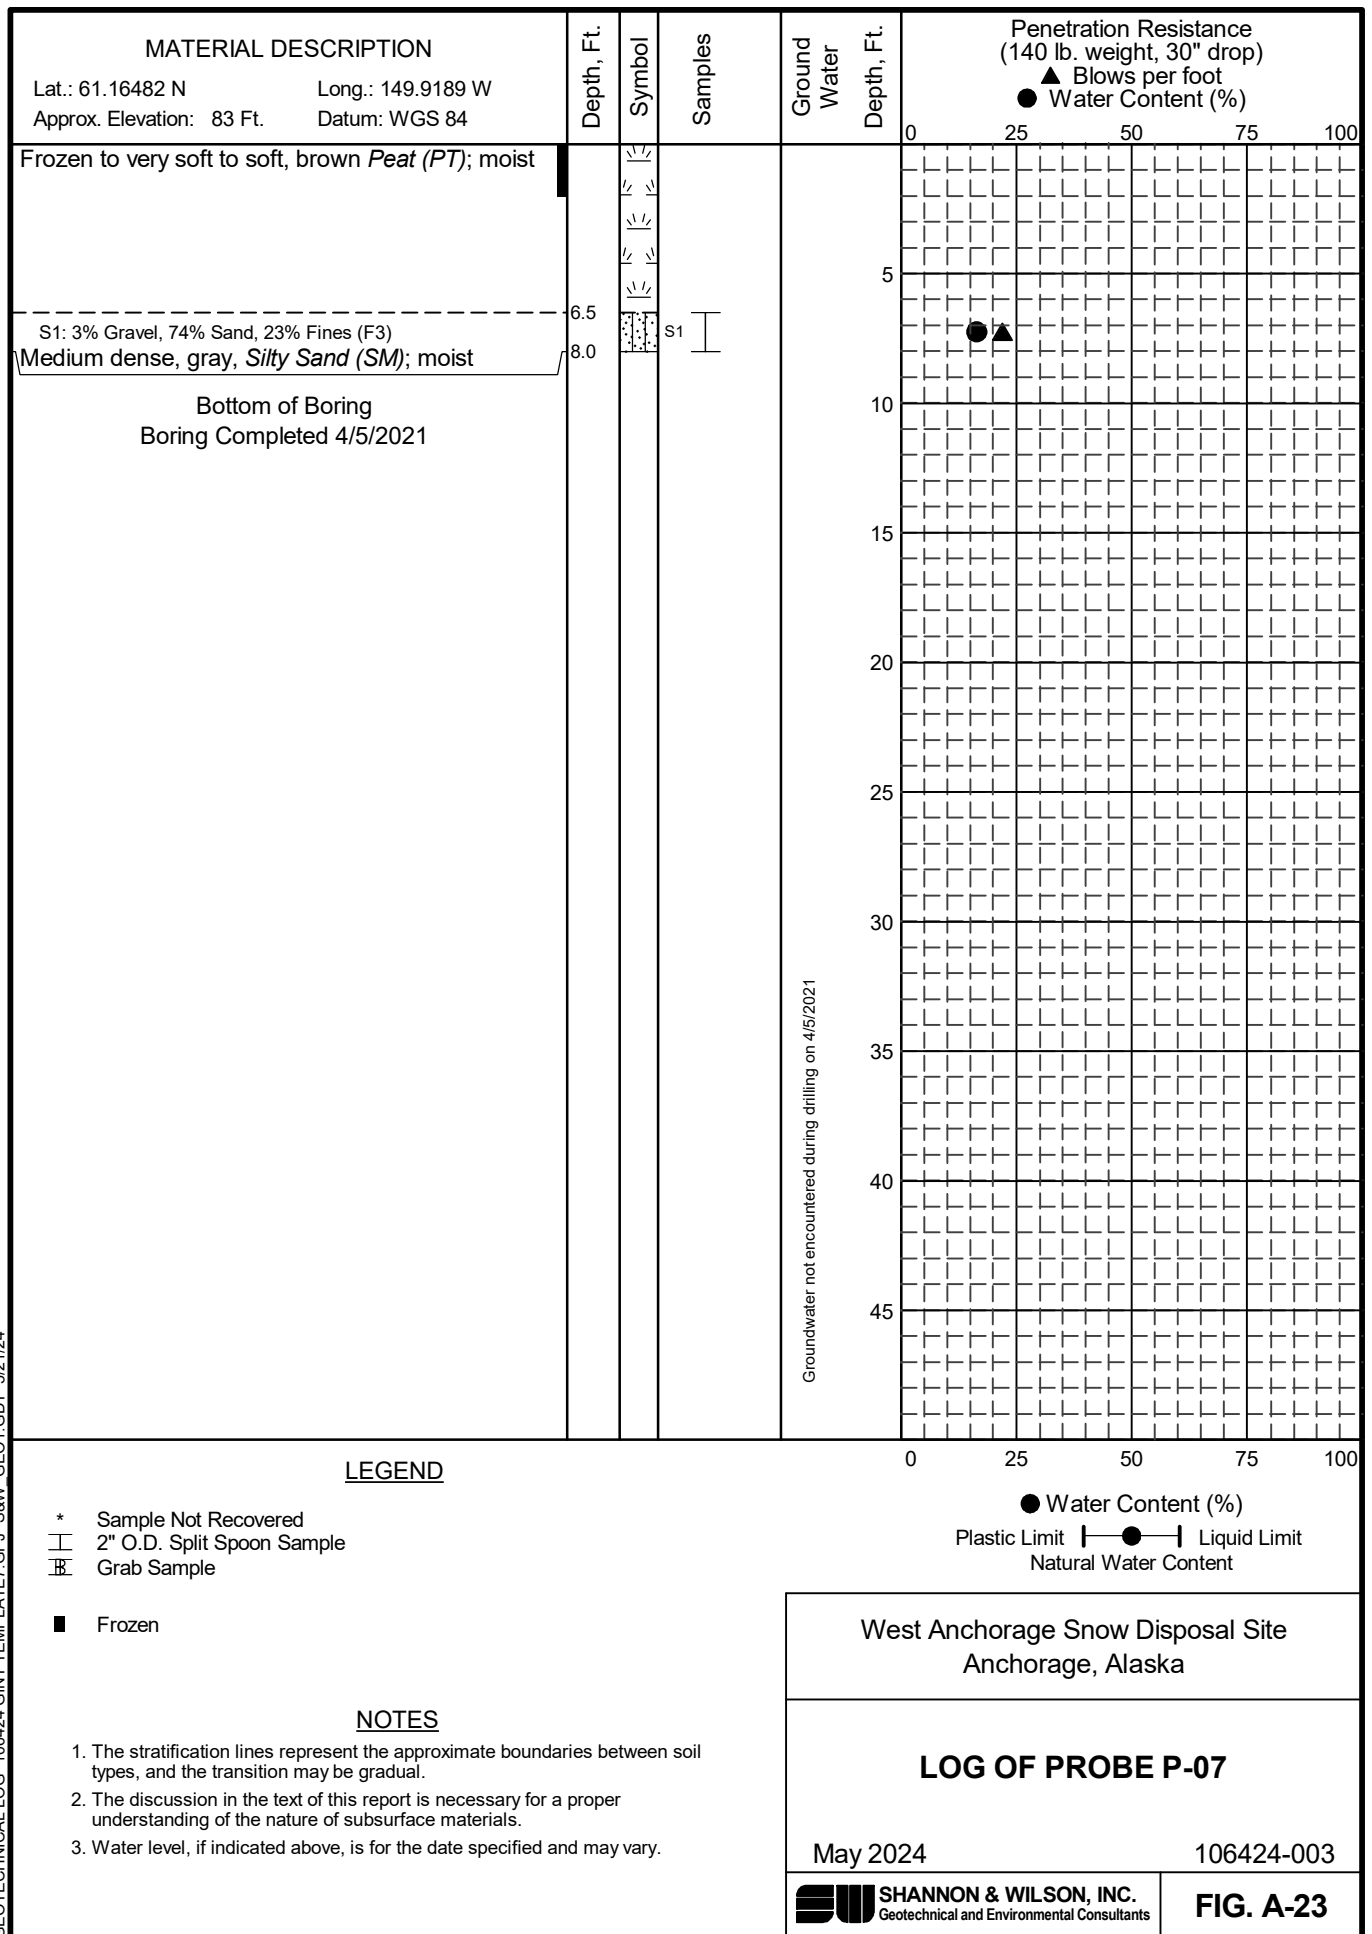 MATERIAL DESCRIPTION
Lat.: 61.16482 N Long.: 149.9189 W
Approx. Elevation: 83 Ft. Datum: WGS 84
Depth, Ft.
Symbol
Samples
Ground
Water
Depth, Ft.
Penetration Resistance
(140 lb. weight, 30" drop)
▲ Blows per foot
● Water Content (%)
0 25 50 75 100
Frozen to very soft to soft, brown Peat (PT); moist
6.5
S1: 3% Gravel, 74% Sand, 23% Fines (F3)
S1
Medium dense, gray, Silty Sand (SM); moist
8.0
Bottom of Boring
Boring Completed 4/5/2021
Groundwater not encountered during drilling on 4/5/2021
5
10
15
20
25
30
35
40
45
0 25 50 75 100
● Water Content (%)
Plastic Limit Liquid Limit
Natural Water Content
LEGEND
* Sample Not Recovered
2" O.D. Split Spoon Sample
Grab Sample
Frozen
NOTES
1. The stratification lines represent the approximate boundaries between soil
types, and the transition may be gradual.
2. The discussion in the text of this report is necessary for a proper
understanding of the nature of subsurface materials.
3. Water level, if indicated above, is for the date specified and may vary.
West Anchorage Snow Disposal Site
Anchorage, Alaska
LOG OF PROBE P-07
May 2024 106424-003
SHANNON & WILSON, INC.
Geotechnical and Environmental Consultants
FIG. A-23